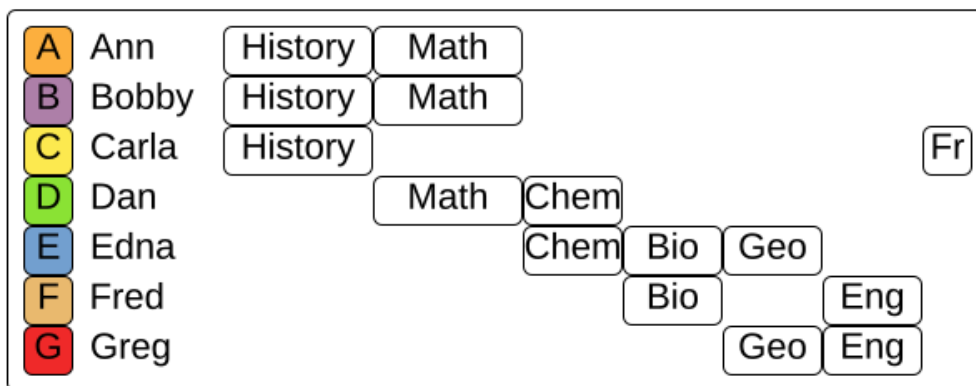 A Ann History Math
B Bobby History Math
C Carla History Fr
D Dan Math Chem
E Edna Chem Bio Geo
F Fred Bio Eng
G Greg Geo Eng